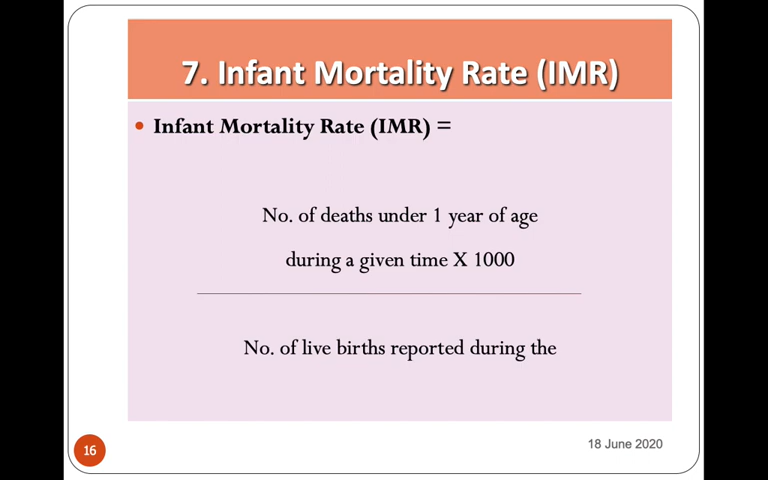 7. Infant Mortality Rate (IMR)
• Infant Mortality Rate (IMR) =
No. of deaths under 1 year of age
during a given time X 1000
No. of live births reported during the
16
18 June 2020